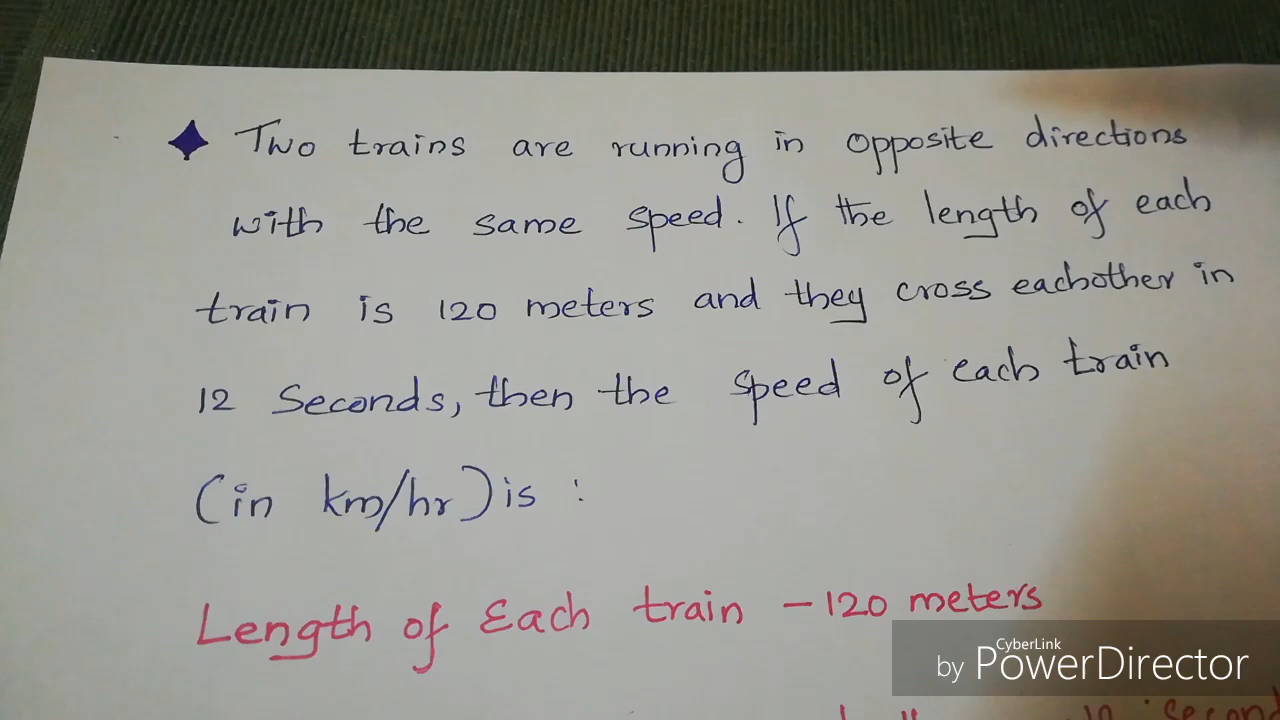 Two trains are running in opposite directions
with the same speed. If the length of each
train is 120 meters and they cross eachother in
12 Seconds, then the speed of each train
(in km/hr) is :
Length of Each train - 120 meters
CyberLink
by PowerDirector